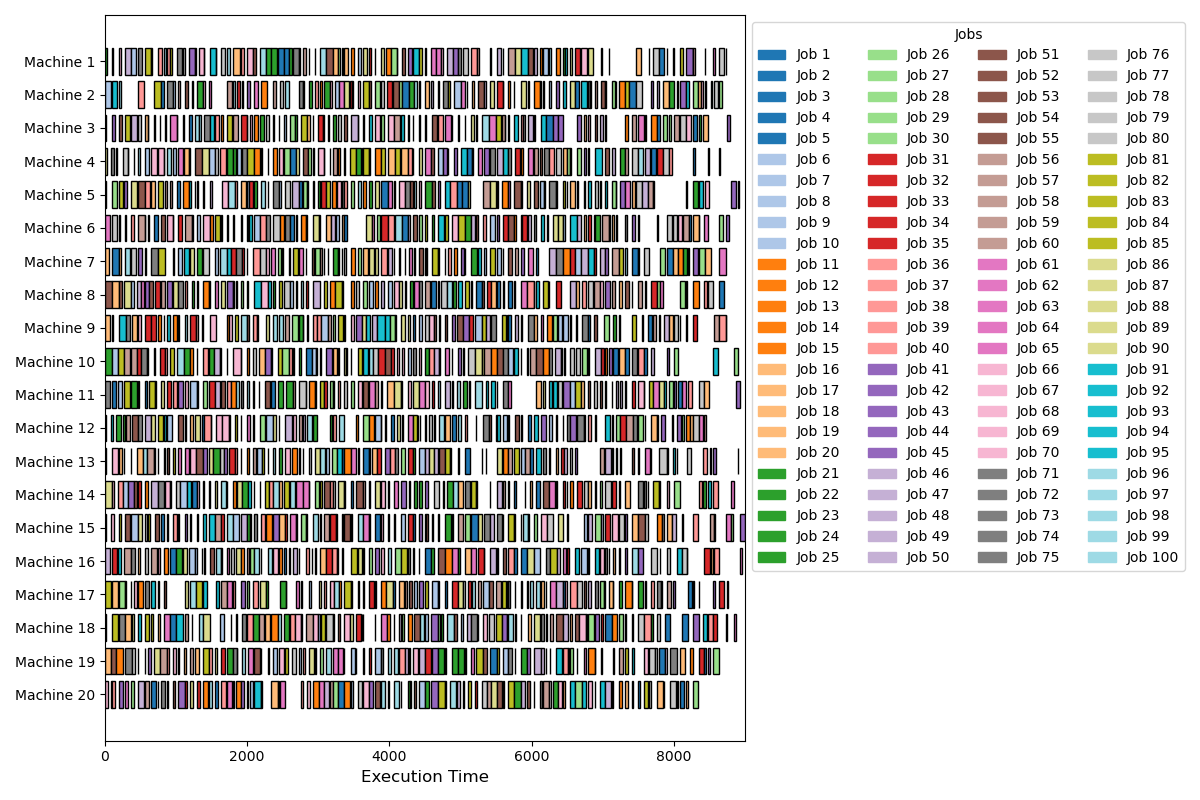 Jobs
Machine 1
Machine 2
Machine 3
Machine 4
Machine 5
Machine 6
Machine 7
Machine 8
Machine 9
Machine 10
Machine 11
Machine 12
Machine 13
Machine 14
Machine 15
Machine 16
Machine 17
Machine 18
Machine 19
Machine 20
0 2000 4000 6000 8000
Execution Time
Job 1 Job 26 Job 51 Job 76
Job 2 Job 27 Job 52 Job 77
Job 3 Job 28 Job 53 Job 78
Job 4 Job 29 Job 54 Job 79
Job 5 Job 30 Job 55 Job 80
Job 6 Job 31 Job 56 Job 81
Job 7 Job 32 Job 57 Job 82
Job 8 Job 33 Job 58 Job 83
Job 9 Job 34 Job 59 Job 84
Job 10 Job 35 Job 60 Job 85
Job 11 Job 36 Job 61 Job 86
Job 12 Job 37 Job 62 Job 87
Job 13 Job 38 Job 63 Job 88
Job 14 Job 39 Job 64 Job 89
Job 15 Job 40 Job 65 Job 90
Job 16 Job 41 Job 66 Job 91
Job 17 Job 42 Job 67 Job 92
Job 18 Job 43 Job 68 Job 93
Job 19 Job 44 Job 69 Job 94
Job 20 Job 45 Job 70 Job 95
Job 21 Job 46 Job 71 Job 96
Job 22 Job 47 Job 72 Job 97
Job 23 Job 48 Job 73 Job 98
Job 24 Job 49 Job 74 Job 99
Job 25 Job 50 Job 75 Job 100